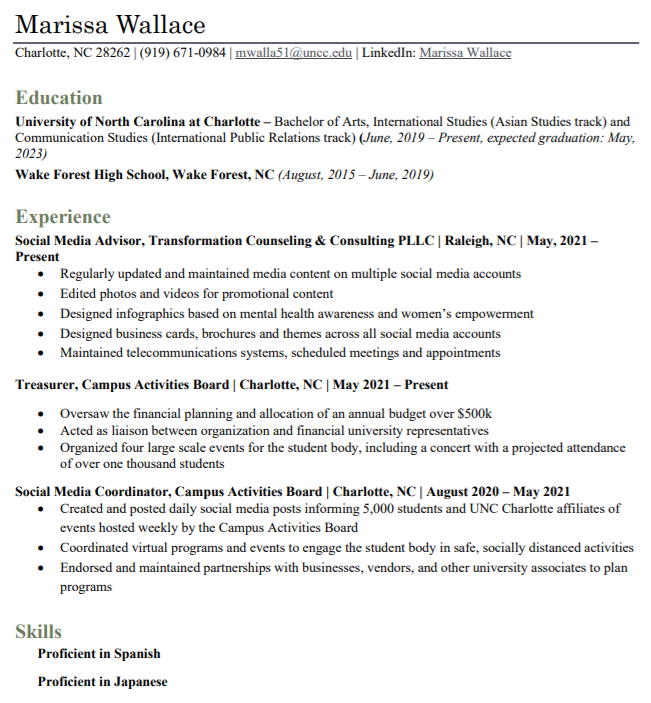 Marissa Wallace
Charlotte, NC 28262 | (919) 671-0984 | mwalla51@uncc.edu | LinkedIn: Marissa Wallace
Education
University of North Carolina at Charlotte – Bachelor of Arts, International Studies (Asian Studies track) and
Communication Studies (International Public Relations track) (June, 2019 – Present, expected graduation: May,
2023)
Wake Forest High School, Wake Forest, NC (August, 2015 – June, 2019)
Experience
Social Media Advisor, Transformation Counseling & Consulting PLLC | Raleigh, NC | May, 2021 –
Present
• Regularly updated and maintained media content on multiple social media accounts
• Edited photos and videos for promotional content
• Designed infographics based on mental health awareness and women’s empowerment
• Designed business cards, brochures and themes across all social media accounts
• Maintained telecommunications systems, scheduled meetings and appointments
Treasurer, Campus Activities Board | Charlotte, NC | May 2021 – Present
• Oversaw the financial planning and allocation of an annual budget over $500k
• Acted as liaison between organization and financial university representatives
• Organized four large scale events for the student body, including a concert with a projected attendance
of over one thousand students
Social Media Coordinator, Campus Activities Board | Charlotte, NC | August 2020 – May 2021
• Created and posted daily social media posts informing 5,000 students and UNC Charlotte affiliates of
events hosted weekly by the Campus Activities Board
• Coordinated virtual programs and events to engage the student body in safe, socially distanced activities
• Endorsed and maintained partnerships with businesses, vendors, and other university associates to plan
programs
Skills
Proficient in Spanish
Proficient in Japanese